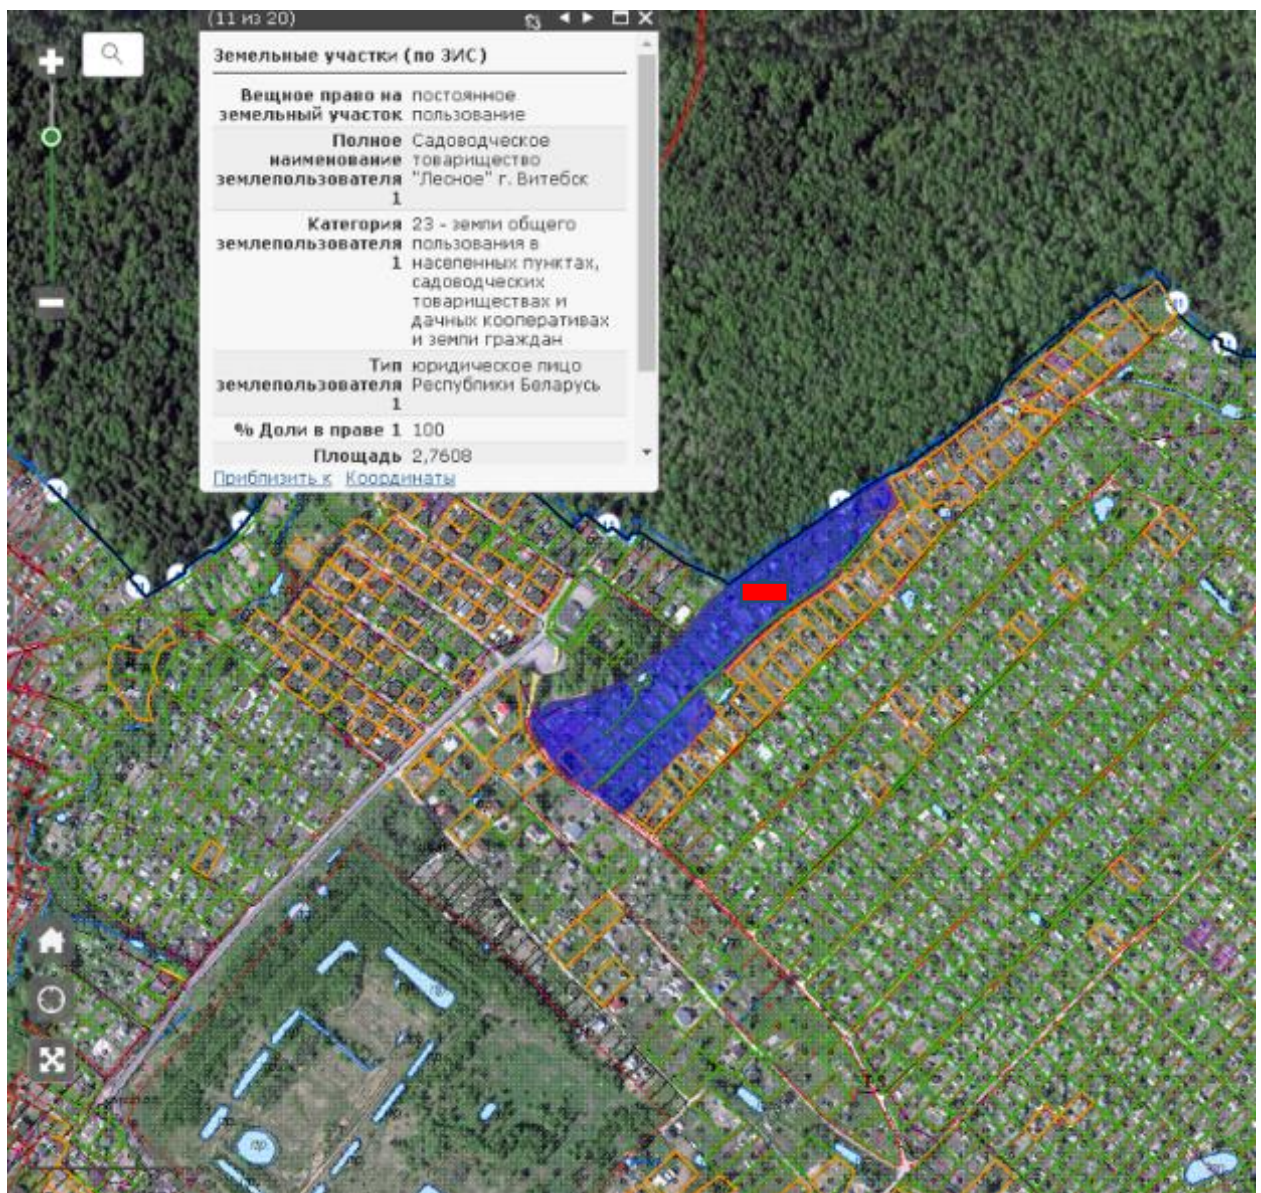 (11 из 20)
Земельные участки (по ЗИС)
Вещное право на постоянное
земельный участок пользование
Полное Садоводческое
наименование товарищество
землепользователя "Лесное" г. Витебск
1
Категория 23 - земли общего
землепользователя пользования в
1 населенных пунктах,
садоводческих
товариществах и
дачных кооперативах
и земли граждан
Тип юридическое лицо
землепользователя Республики Беларусь
1
% Доли в праве 1 100
Площадь 2,7608
Приблизить к Координаты
пр
пр